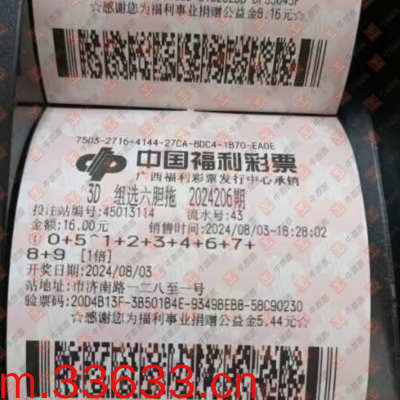 ☆感谢您为福利事业捐赠公益金8.16元☆
7503-2716-4144-27CA-8DC4-1B70-EA0E
中国福利彩票
广西福利彩票发行中心承销
3D 组选六胆拖 2024206期
投注站编号:45013114 流水号:43
金额:16.00元 销售时间:2024/08/03-18:28:02
① 0+5^1+2+3+4+6+7+
8+9 [1倍]
开奖日期:2024/08/03
站地址:市济南路一二八至一号
验票码:20D4B13F-3B501B4E-9349BEBB-58C90230
☆感谢您为福利事业捐赠公益金5.44元☆
m.33633.cn